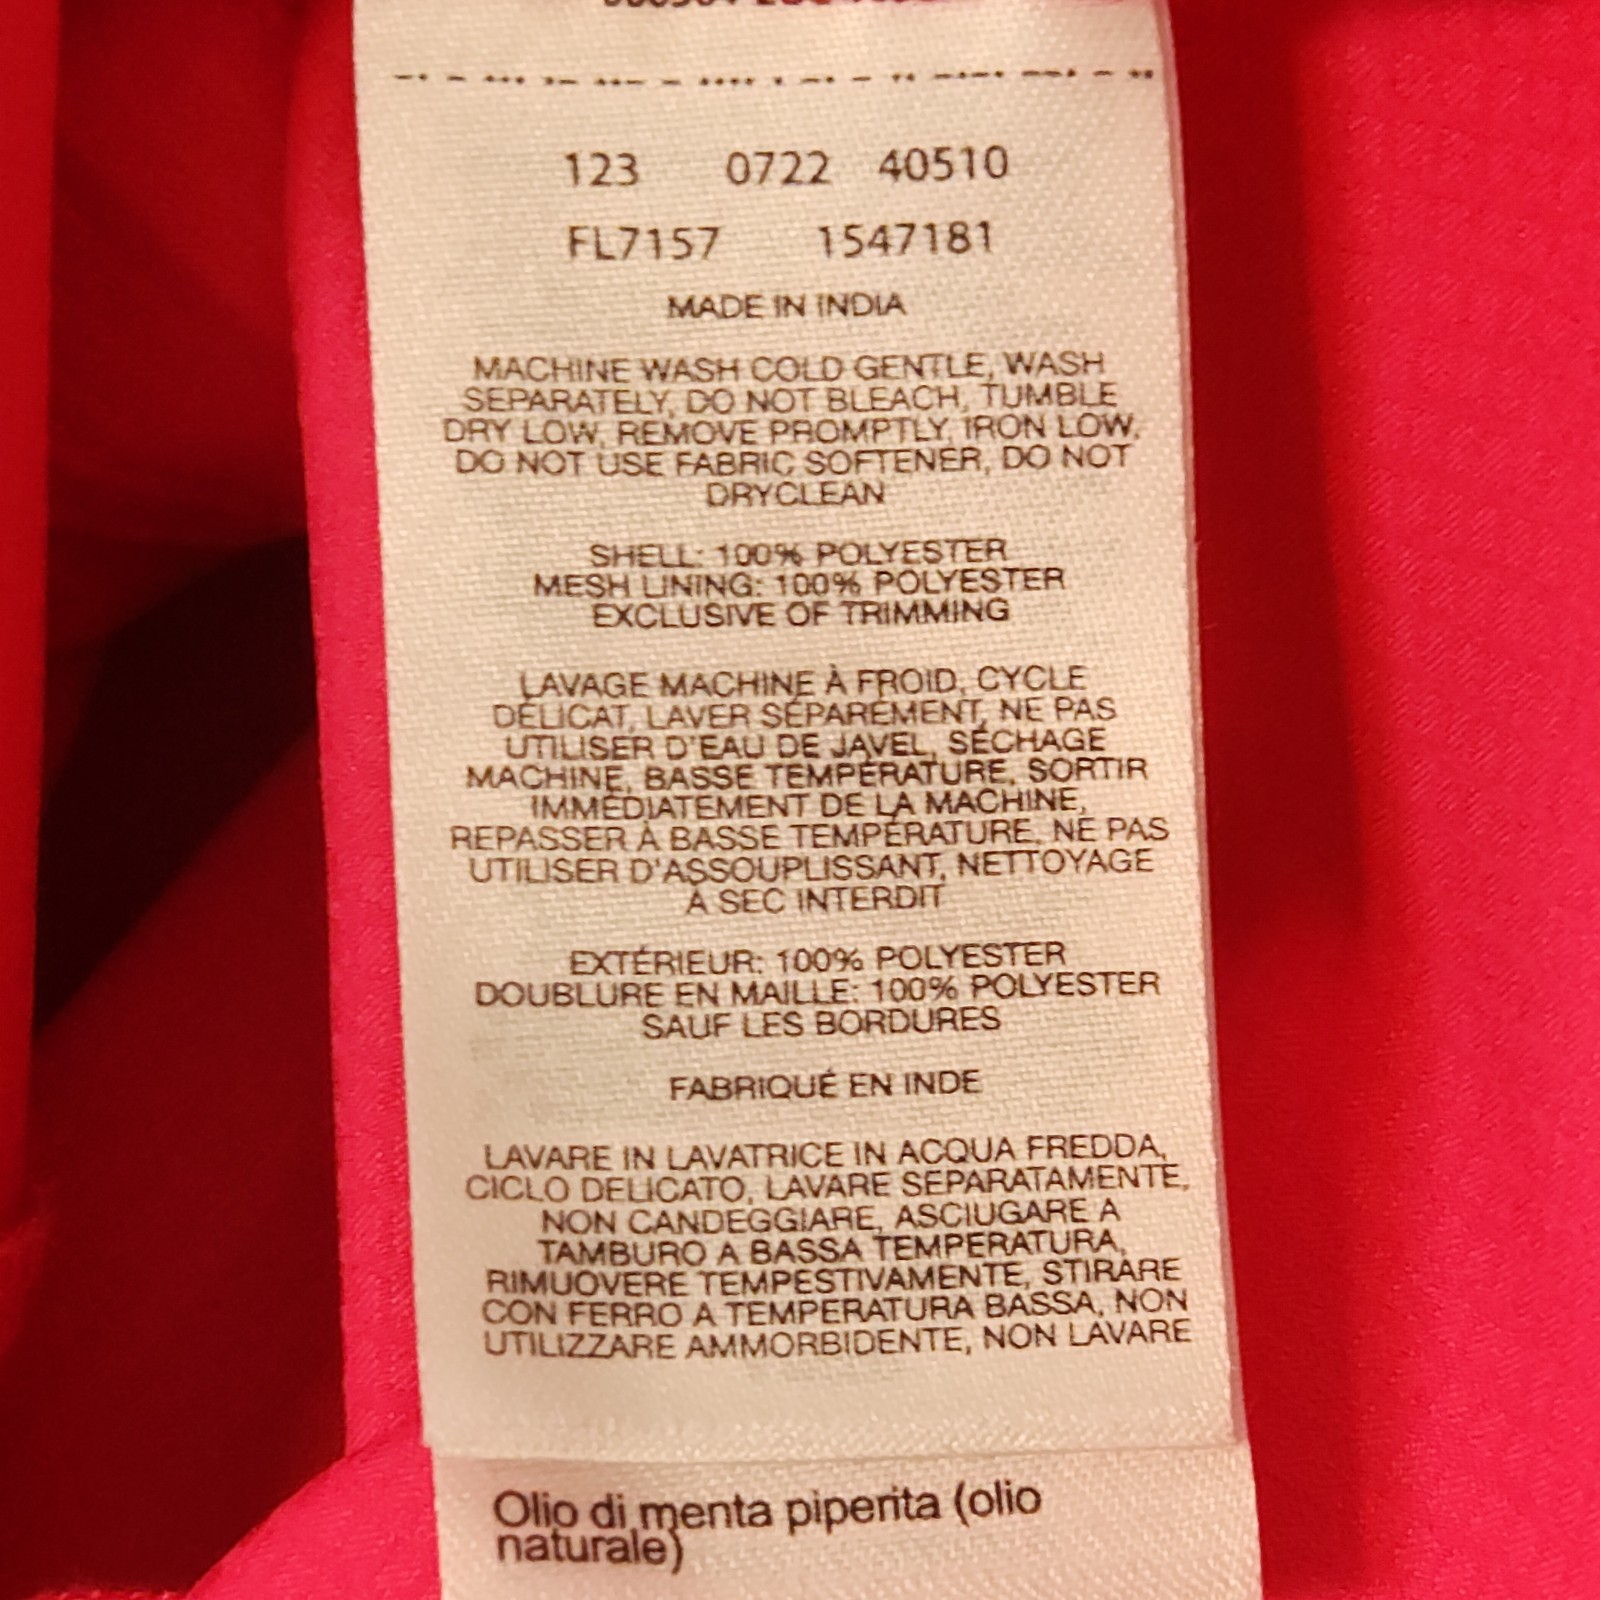 123 0722 40510
FL7157 1547181
MADE IN INDIA
MACHINE WASH COLD GENTLE, WASH
SEPARATELY, DO NOT BLEACH, TUMBLE
DRY LOW, REMOVE PROMPTLY, IRON LOW,
DO NOT USE FABRIC SOFTENER, DO NOT
DRYCLEAN
SHELL: 100% POLYESTER
MESH LINING: 100% POLYESTER
EXCLUSIVE OF TRIMMING
LAVAGE MACHINE À FROID, CYCLE
DÉLICAT, LAVER SÉPARÉMENT, NE PAS
UTILISER D'EAU DE JAVEL, SÉCHAGE
MACHINE, BASSE TEMPÉRATURE, SORTIR
IMMÉDIATEMENT DE LA MACHINE,
REPASSER À BASSE TEMPÉRATURE, NE PAS
UTILISER D'ASSOUPLISSANT, NETTOYAGE
À SEC INTERDIT
EXTÉRIEUR: 100% POLYESTER
DOUBLURE EN MAILLE: 100% POLYESTER
SAUF LES BORDURES
FABRIQUÉ EN INDE
LAVARE IN LAVATRICE IN ACQUA FREDDA,
CICLO DELICATO, LAVARE SEPARATAMENTE,
NON CANDEGGIARE, ASCIUGARE A
TAMBURO A BASSA TEMPERATURA,
RIMUOVERE TEMPESTIVAMENTE, STIRARE
CON FERRO A TEMPERATURA BASSA, NON
UTILIZZARE AMMORBIDENTE, NON LAVARE
Olio di menta piperita (olio
naturale)